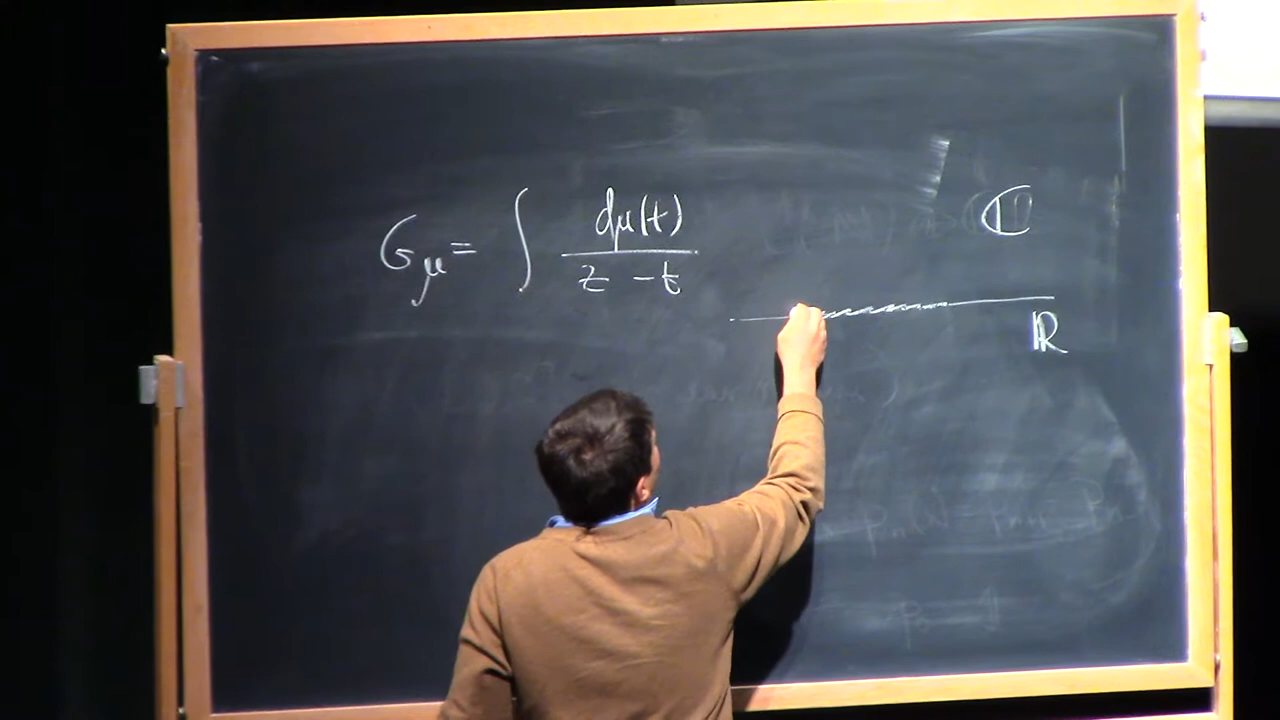 G_μ = ∫ dμ(t) / (z - t)
ℂ
ℝ